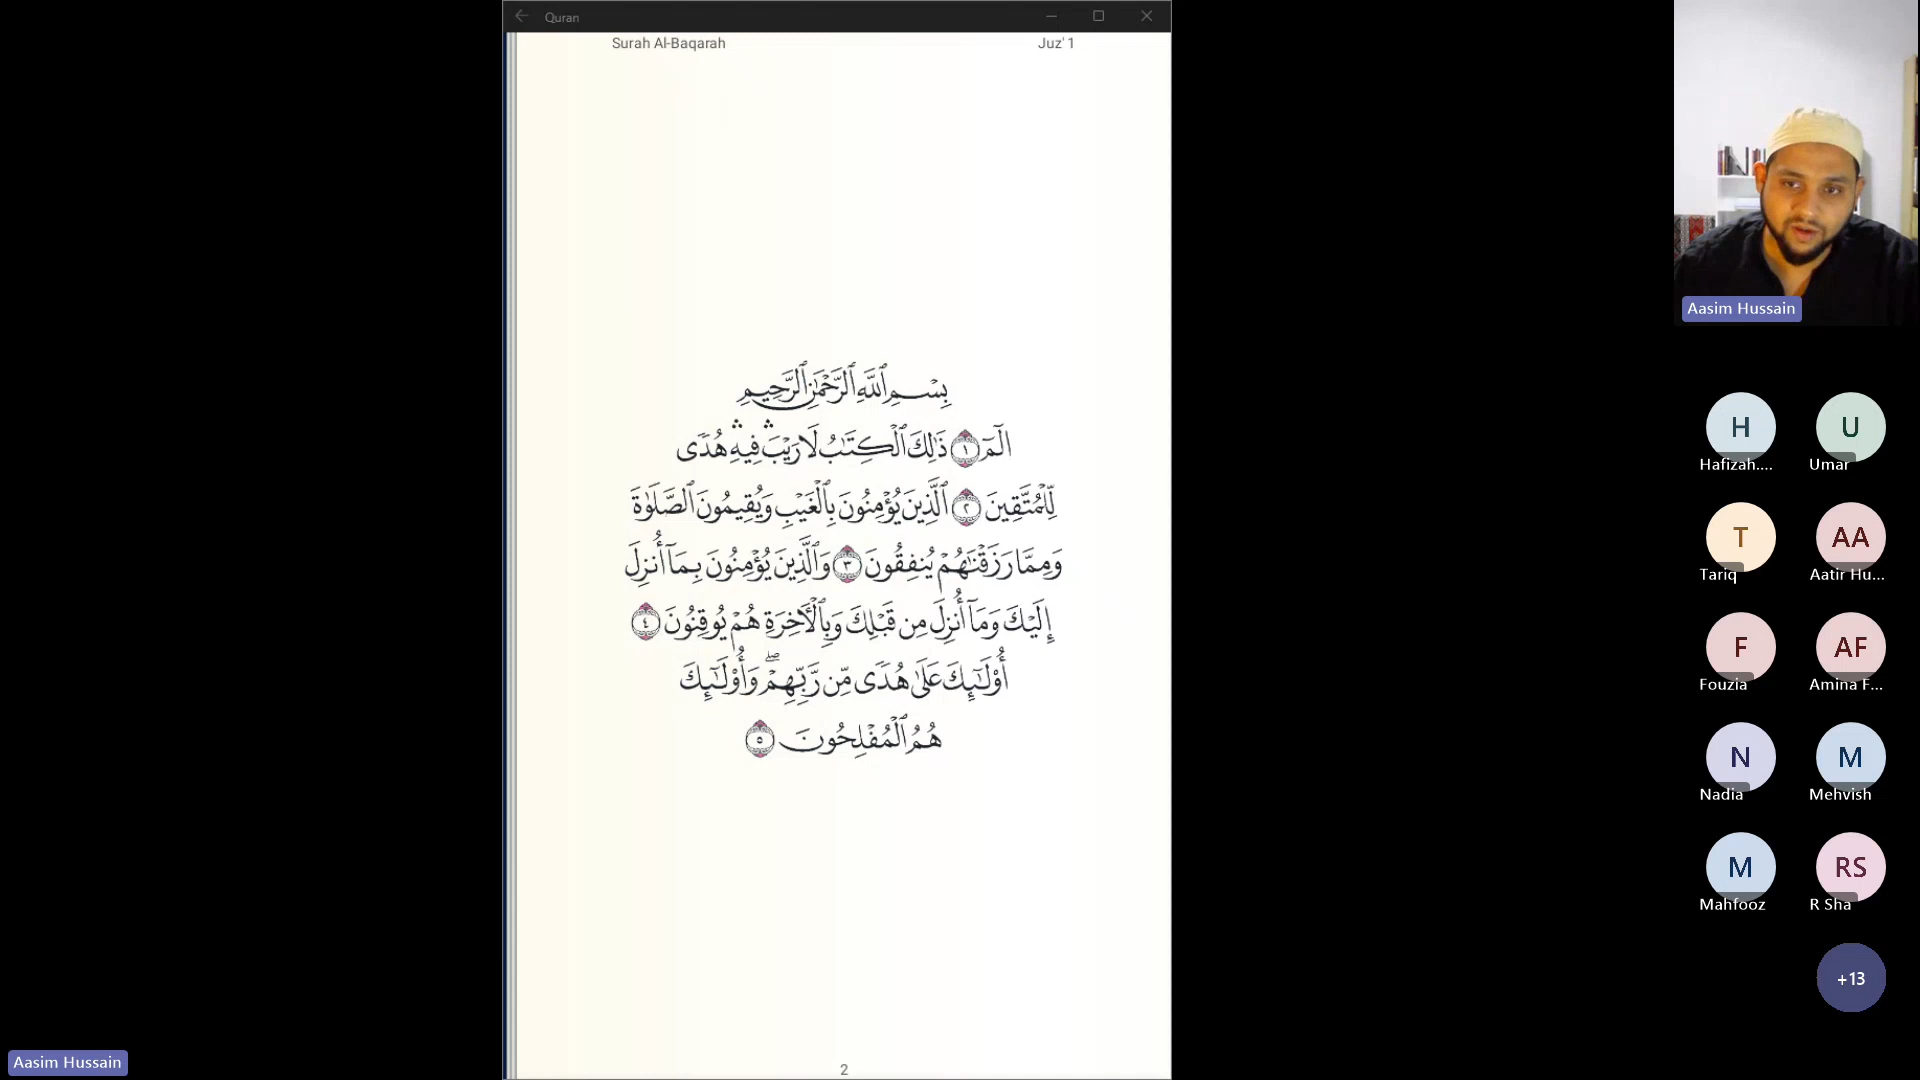 Quran
Surah Al-Baqarah Juz' 1
بِسْمِ ٱللَّهِ ٱلرَّحْمَٰنِ ٱلرَّحِيمِ
الٓمٓ ١ ذَٰلِكَ ٱلْكِتَٰبُ لَا رَيْبَ ۛ فِيهِ ۛ هُدًى
لِّلْمُتَّقِينَ ٢ ٱلَّذِينَ يُؤْمِنُونَ بِٱلْغَيْبِ وَيُقِيمُونَ ٱلصَّلَوٰةَ
وَمِمَّا رَزَقْنَٰهُمْ يُنفِقُونَ ٣ وَٱلَّذِينَ يُؤْمِنُونَ بِمَآ أُنزِلَ
إِلَيْكَ وَمَآ أُنزِلَ مِن قَبْلِكَ وَبِٱلْءَاخِرَةِ هُمْ يُوقِنُونَ ٤
أُو۟لَٰٓئِكَ عَلَىٰ هُدًى مِّن رَّبِّهِمْ ۖ وَأُو۟لَٰٓئِكَ
هُمُ ٱلْمُفْلِحُونَ ٥
2
Aasim Hussain
H U
Hafizah.... Umar
T AA
Tariq Aatir Hu...
F AF
Fouzia Amina F...
N M
Nadia Mehvish
M RS
Mahfooz R Sha
+13
Aasim Hussain